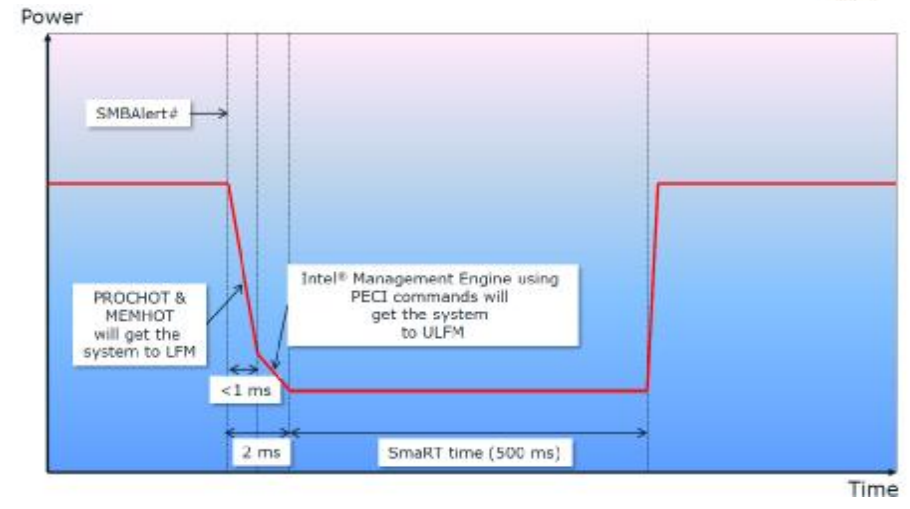 Power
SMBAlert#
PROCHOT &
MEMHOT
will get the
system to LFM
Intel® Management Engine using
PECI commands will
get the system
to ULFM
<1 ms
2 ms
SmaRT time (500 ms)
Time